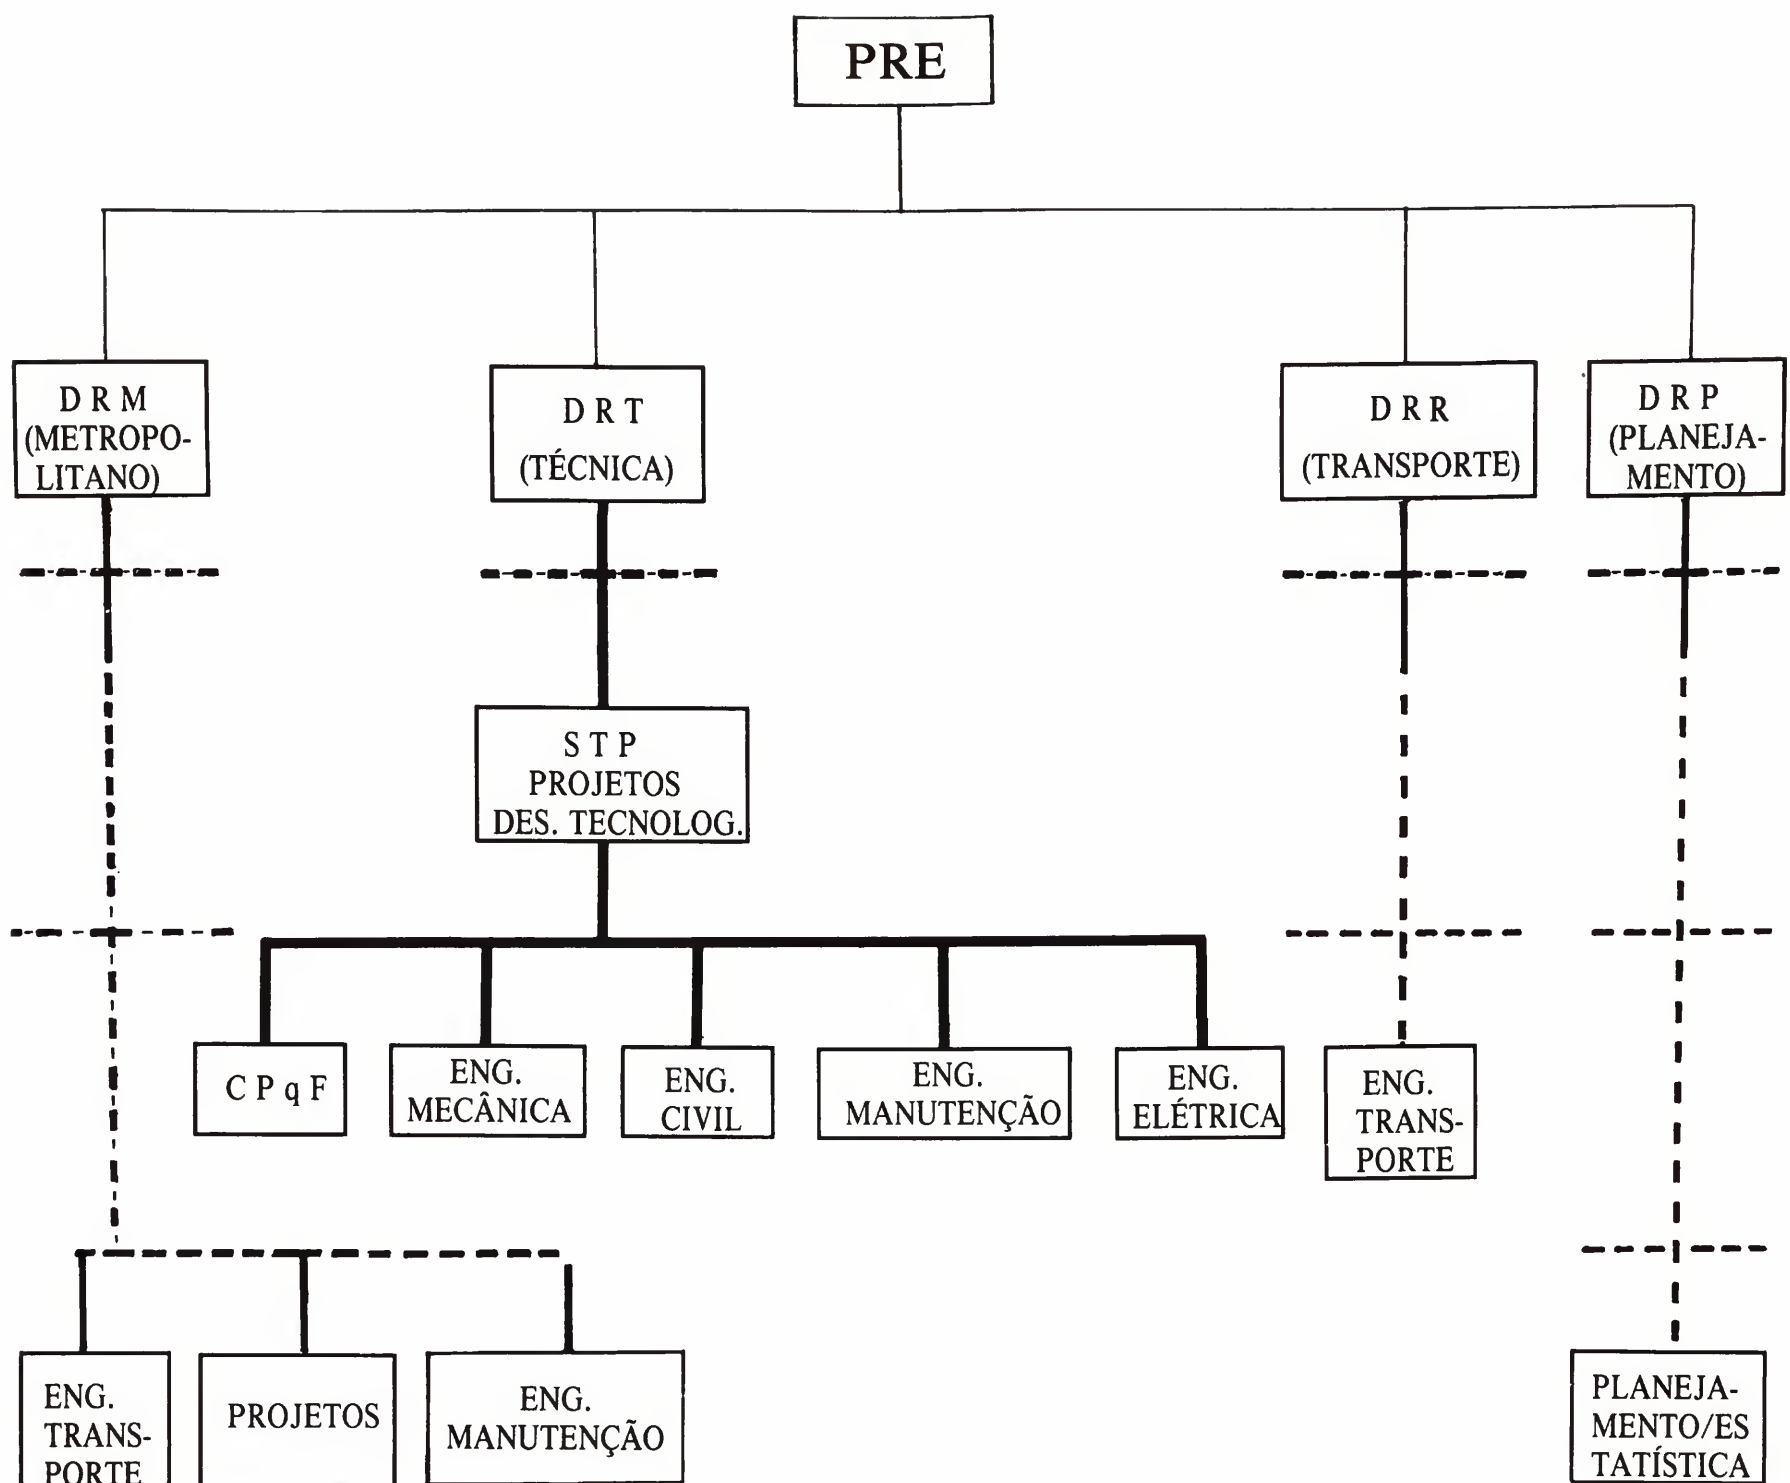 PRE
D R M
(METROPO-
LITANO)
D R T
(TÉCNICA)
D R R
(TRANSPORTE)
D R P
(PLANEJA-
MENTO)
S T P
PROJETOS
DES. TECNOLOG.
C P q F
ENG.
MECÂNICA
ENG.
CIVIL
ENG.
MANUTENÇÃO
ENG.
ELÉTRICA
ENG.
TRANS-
PORTE
ENG.
TRANS-
PORTE
PROJETOS
ENG.
MANUTENÇÃO
PLANEJA-
MENTO/ES
TATÍSTICA